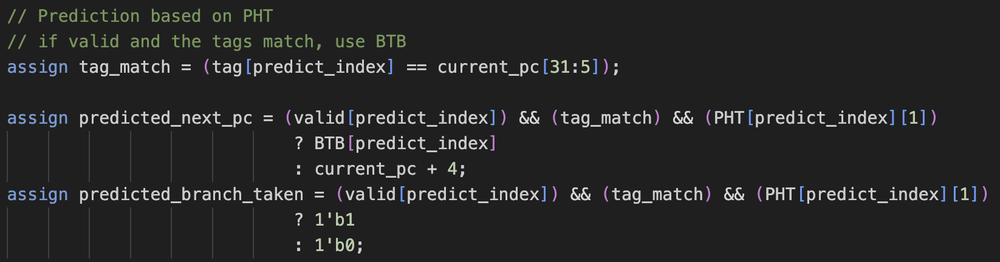 // Prediction based on PHT
// if valid and the tags match, use BTB
assign tag_match = (tag[predict_index] == current_pc[31:5]);
assign predicted_next_pc = (valid[predict_index]) && (tag_match) && (PHT[predict_index][1])
? BTB[predict_index]
: current_pc + 4;
assign predicted_branch_taken = (valid[predict_index]) && (tag_match) && (PHT[predict_index][1])
? 1'b1
: 1'b0;